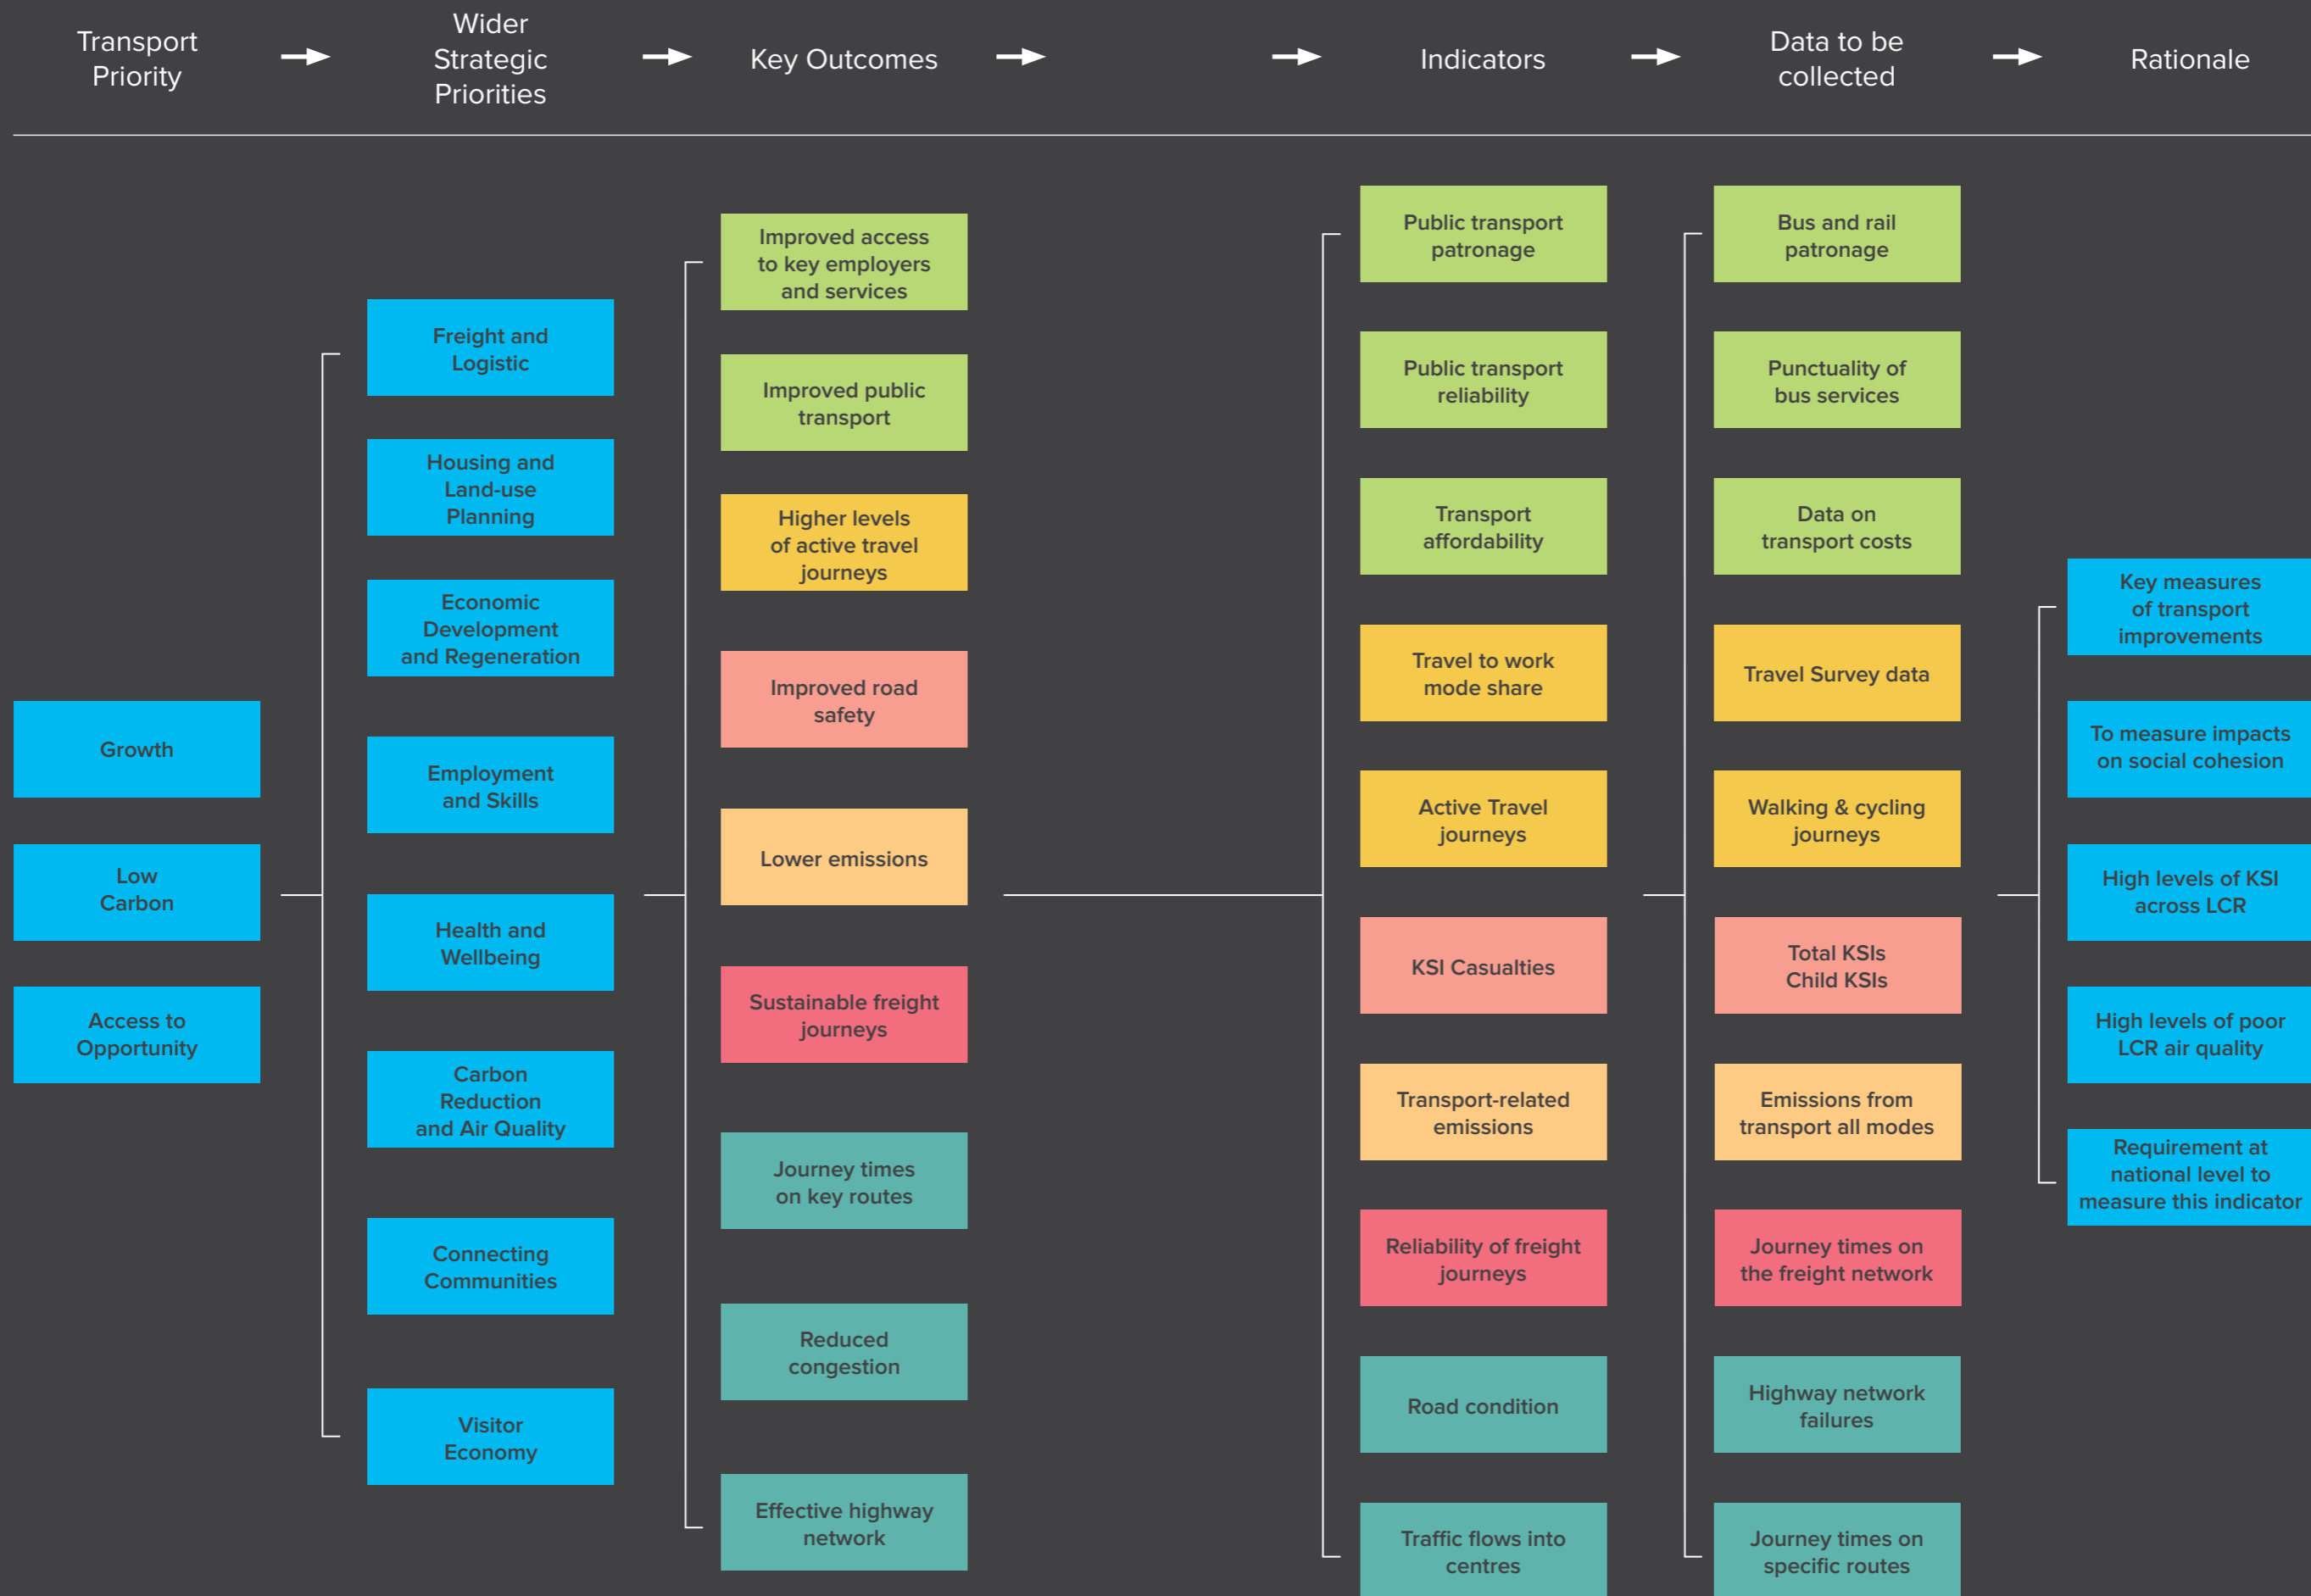 Transport
Priority
Wider
Strategic
Priorities
Key Outcomes
Indicators
Data to be
collected
Rationale
Growth
Low
Carbon
Access to
Opportunity
Freight and
Logistic
Housing and
Land-use
Planning
Economic
Development
and Regeneration
Employment
and Skills
Health and
Wellbeing
Carbon
Reduction
and Air Quality
Connecting
Communities
Visitor
Economy
Improved access
to key employers
and services
Improved public
transport
Higher levels
of active travel
journeys
Improved road
safety
Lower emissions
Sustainable freight
journeys
Journey times
on key routes
Reduced
congestion
Effective highway
network
Public transport
patronage
Public transport
reliability
Transport
affordability
Travel to work
mode share
Active Travel
journeys
KSI Casualties
Transport-related
emissions
Reliability of freight
journeys
Road condition
Traffic flows into
centres
Bus and rail
patronage
Punctuality of
bus services
Data on
transport costs
Travel Survey data
Walking & cycling
journeys
Total KSIs
Child KSIs
Emissions from
transport all modes
Journey times on
the freight network
Highway network
failures
Journey times on
specific routes
Key measures
of transport
improvements
To measure impacts
on social cohesion
High levels of KSI
across LCR
High levels of poor
LCR air quality
Requirement at
national level to
measure this indicator